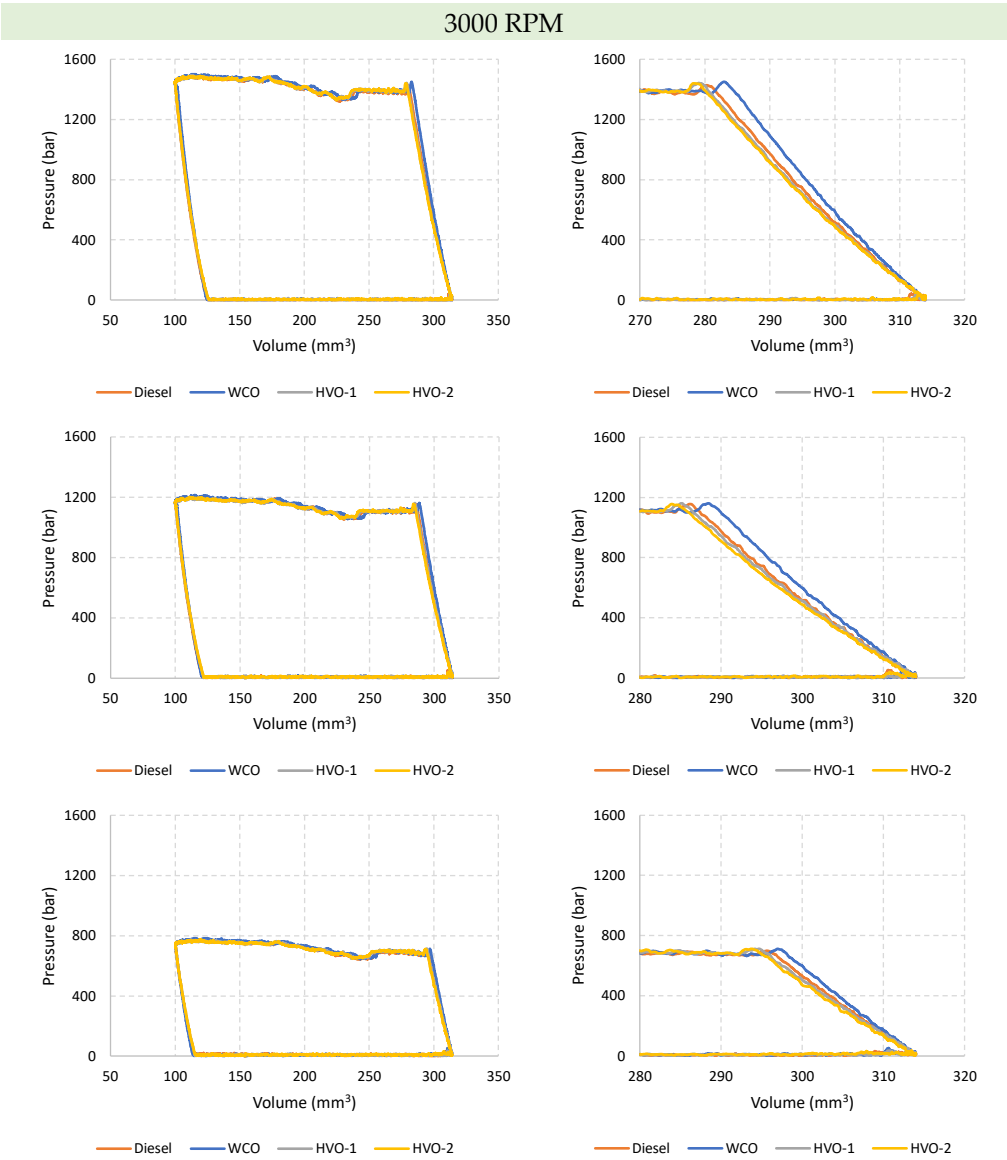 3000 RPM
1600
1200
800
400
0
Pressure (bar)
50 100 150 200 250 300 350
Volume (mm³)
Diesel WCO HVO-1 HVO-2
1600
1200
800
400
0
Pressure (bar)
270 280 290 300 310 320
Volume (mm³)
Diesel WCO HVO-1 HVO-2
1600
1200
800
400
0
Pressure (bar)
50 100 150 200 250 300 350
Volume (mm³)
Diesel WCO HVO-1 HVO-2
1600
1200
800
400
0
Pressure (bar)
280 290 300 310 320
Volume (mm³)
Diesel WCO HVO-1 HVO-2
1600
1200
800
400
0
Pressure (bar)
50 100 150 200 250 300 350
Volume (mm³)
Diesel WCO HVO-1 HVO-2
1600
1200
800
400
0
Pressure (bar)
280 290 300 310 320
Volume (mm³)
Diesel WCO HVO-1 HVO-2